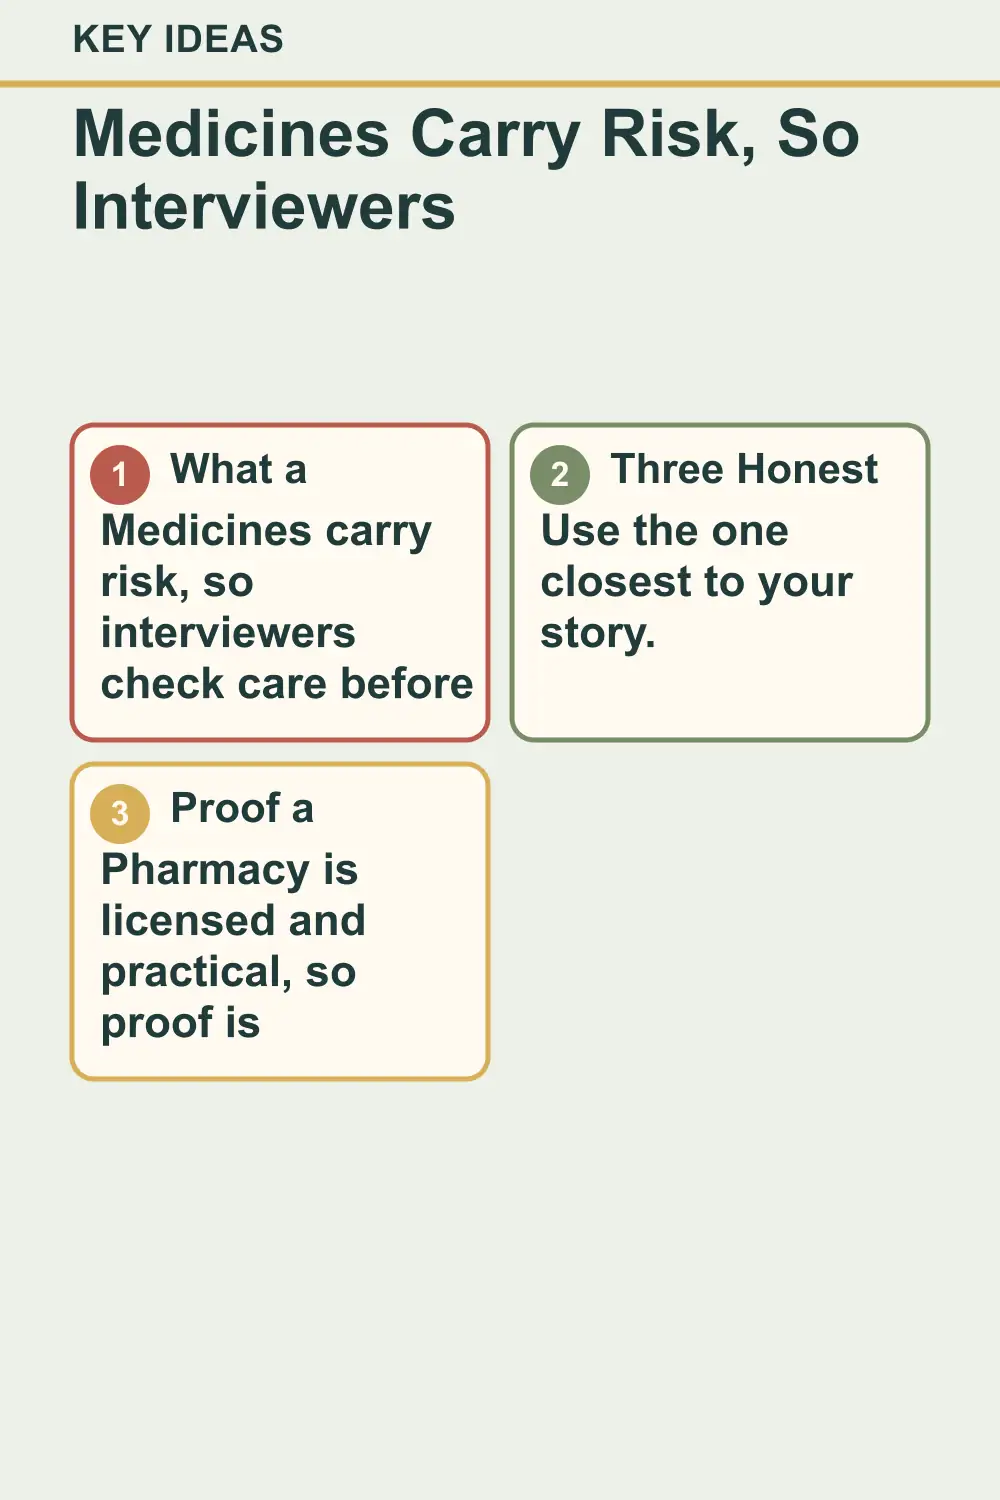 KEY IDEAS
Medicines Carry Risk, So
Interviewers
1 What a
Medicines carry
risk, so
interviewers
check care before
2 Three Honest
Use the one
closest to your
story.
3 Proof a
Pharmacy is
licensed and
practical, so
proof is